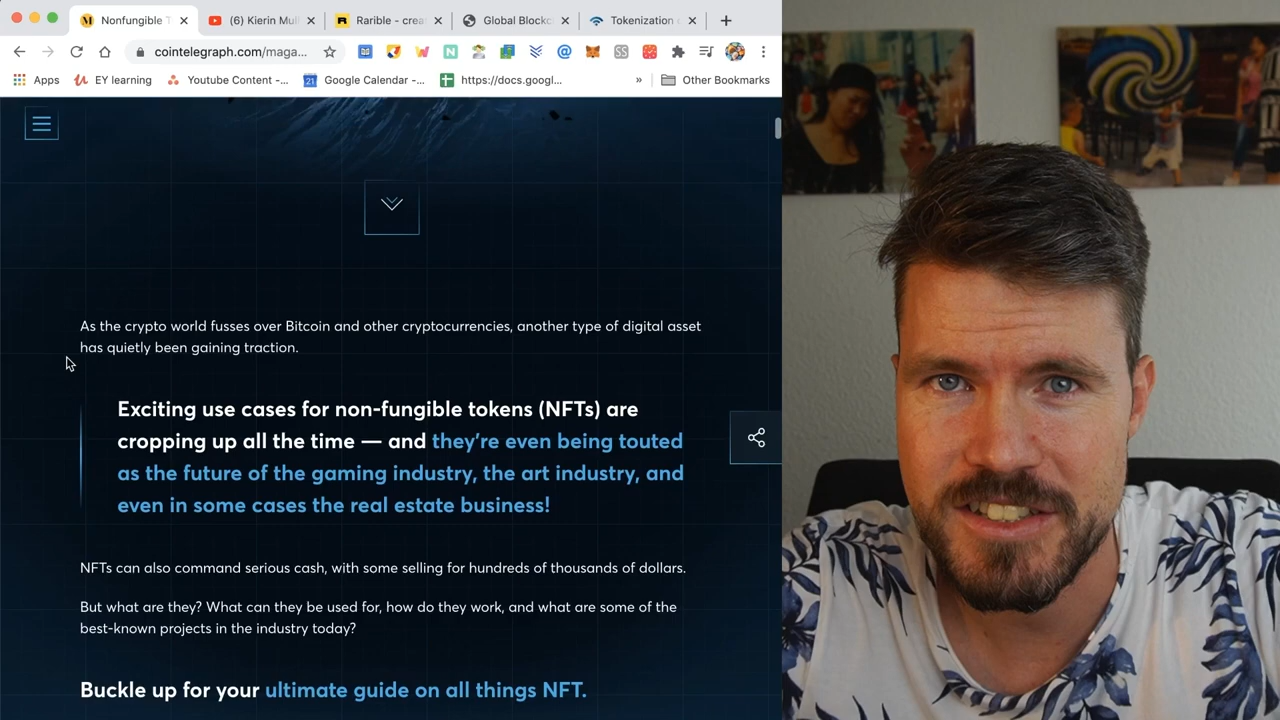 Nonfungible T
(6) Kierin Mul
Rarible - crea
Global Blockc
Tokenization o
cointelegraph.com/maga...
Apps
EY learning
Youtube Content -...
Google Calendar -...
https://docs.googl...
»
Other Bookmarks
As the crypto world fusses over Bitcoin and other cryptocurrencies, another type of digital asset
has quietly been gaining traction.
Exciting use cases for non-fungible tokens (NFTs) are
cropping up all the time — and they're even being touted
as the future of the gaming industry, the art industry, and
even in some cases the real estate business!
NFTs can also command serious cash, with some selling for hundreds of thousands of dollars.
But what are they? What can they be used for, how do they work, and what are some of the
best-known projects in the industry today?
Buckle up for your ultimate guide on all things NFT.